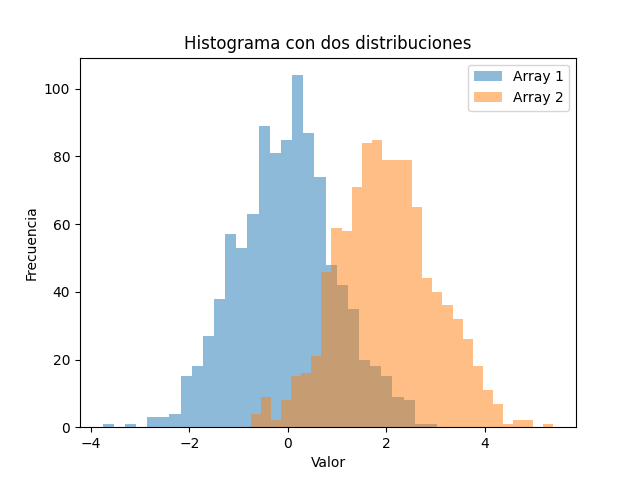 Histograma con dos distribuciones
Array 1
Array 2
Frecuencia
100
80
60
40
20
0
−4
−2
0
2
4
Valor